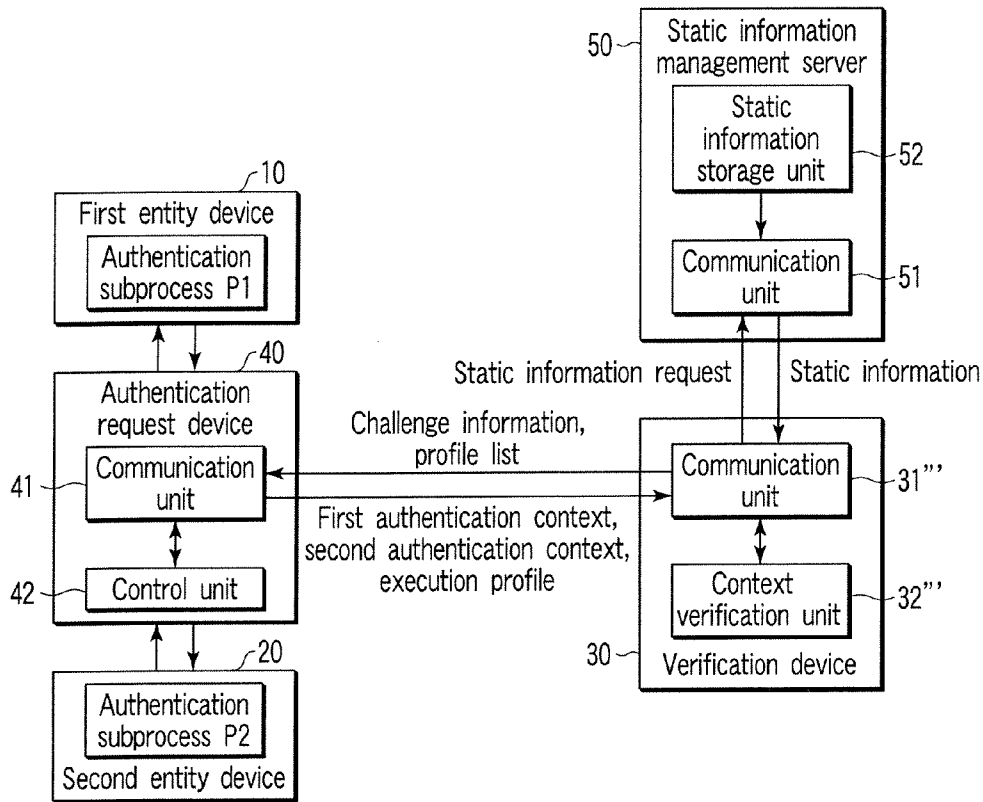 50
Static information
management server
Static
information
storage unit
52
Communication
unit
51
10
First entity device
Authentication
subprocess P1
40
Authentication
request device
Communication
unit
41
Control unit
42
20
Authentication
subprocess P2
Second entity device
Static information request
Static information
Challenge information,
profile list
First authentication context,
second authentication context,
execution profile
Communication
unit
31"'
Context
verification unit
32"'
30
Verification device